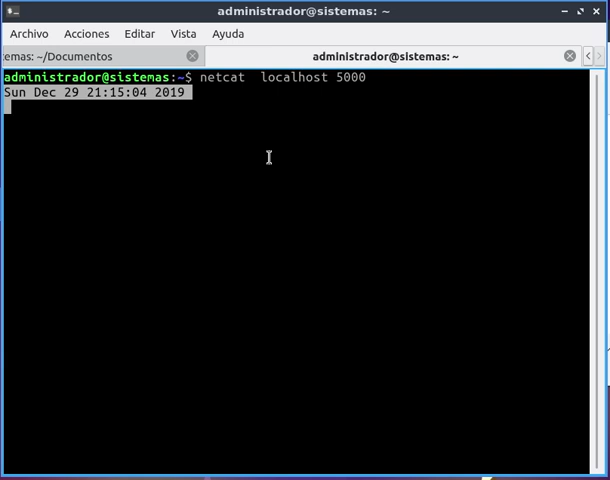 administrador@sistemas: ~
Archivo Acciones Editar Vista Ayuda
temas: ~/Documentos
administrador@sistemas: ~
administrador@sistemas:~$ netcat  localhost 5000
Sun Dec 29 21:15:04 2019